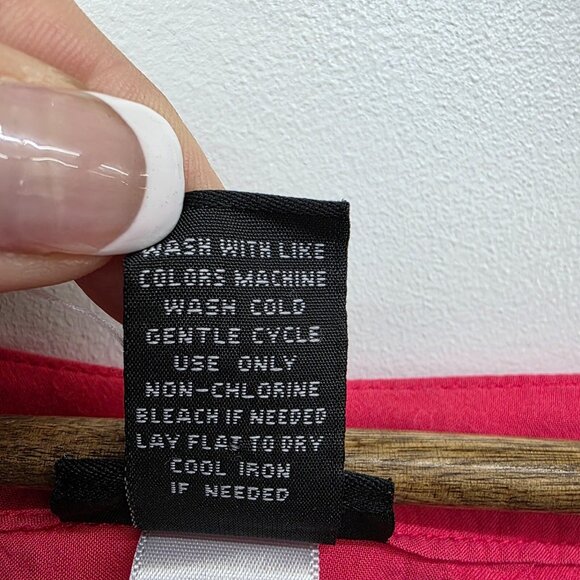 WASH WITH LIKE
COLORS MACHINE
WASH COLD
GENTLE CYCLE
USE ONLY
NON-CHLORINE
BLEACH IF NEEDED
LAY FLAT TO DRY
COOL IRON
IF NEEDED